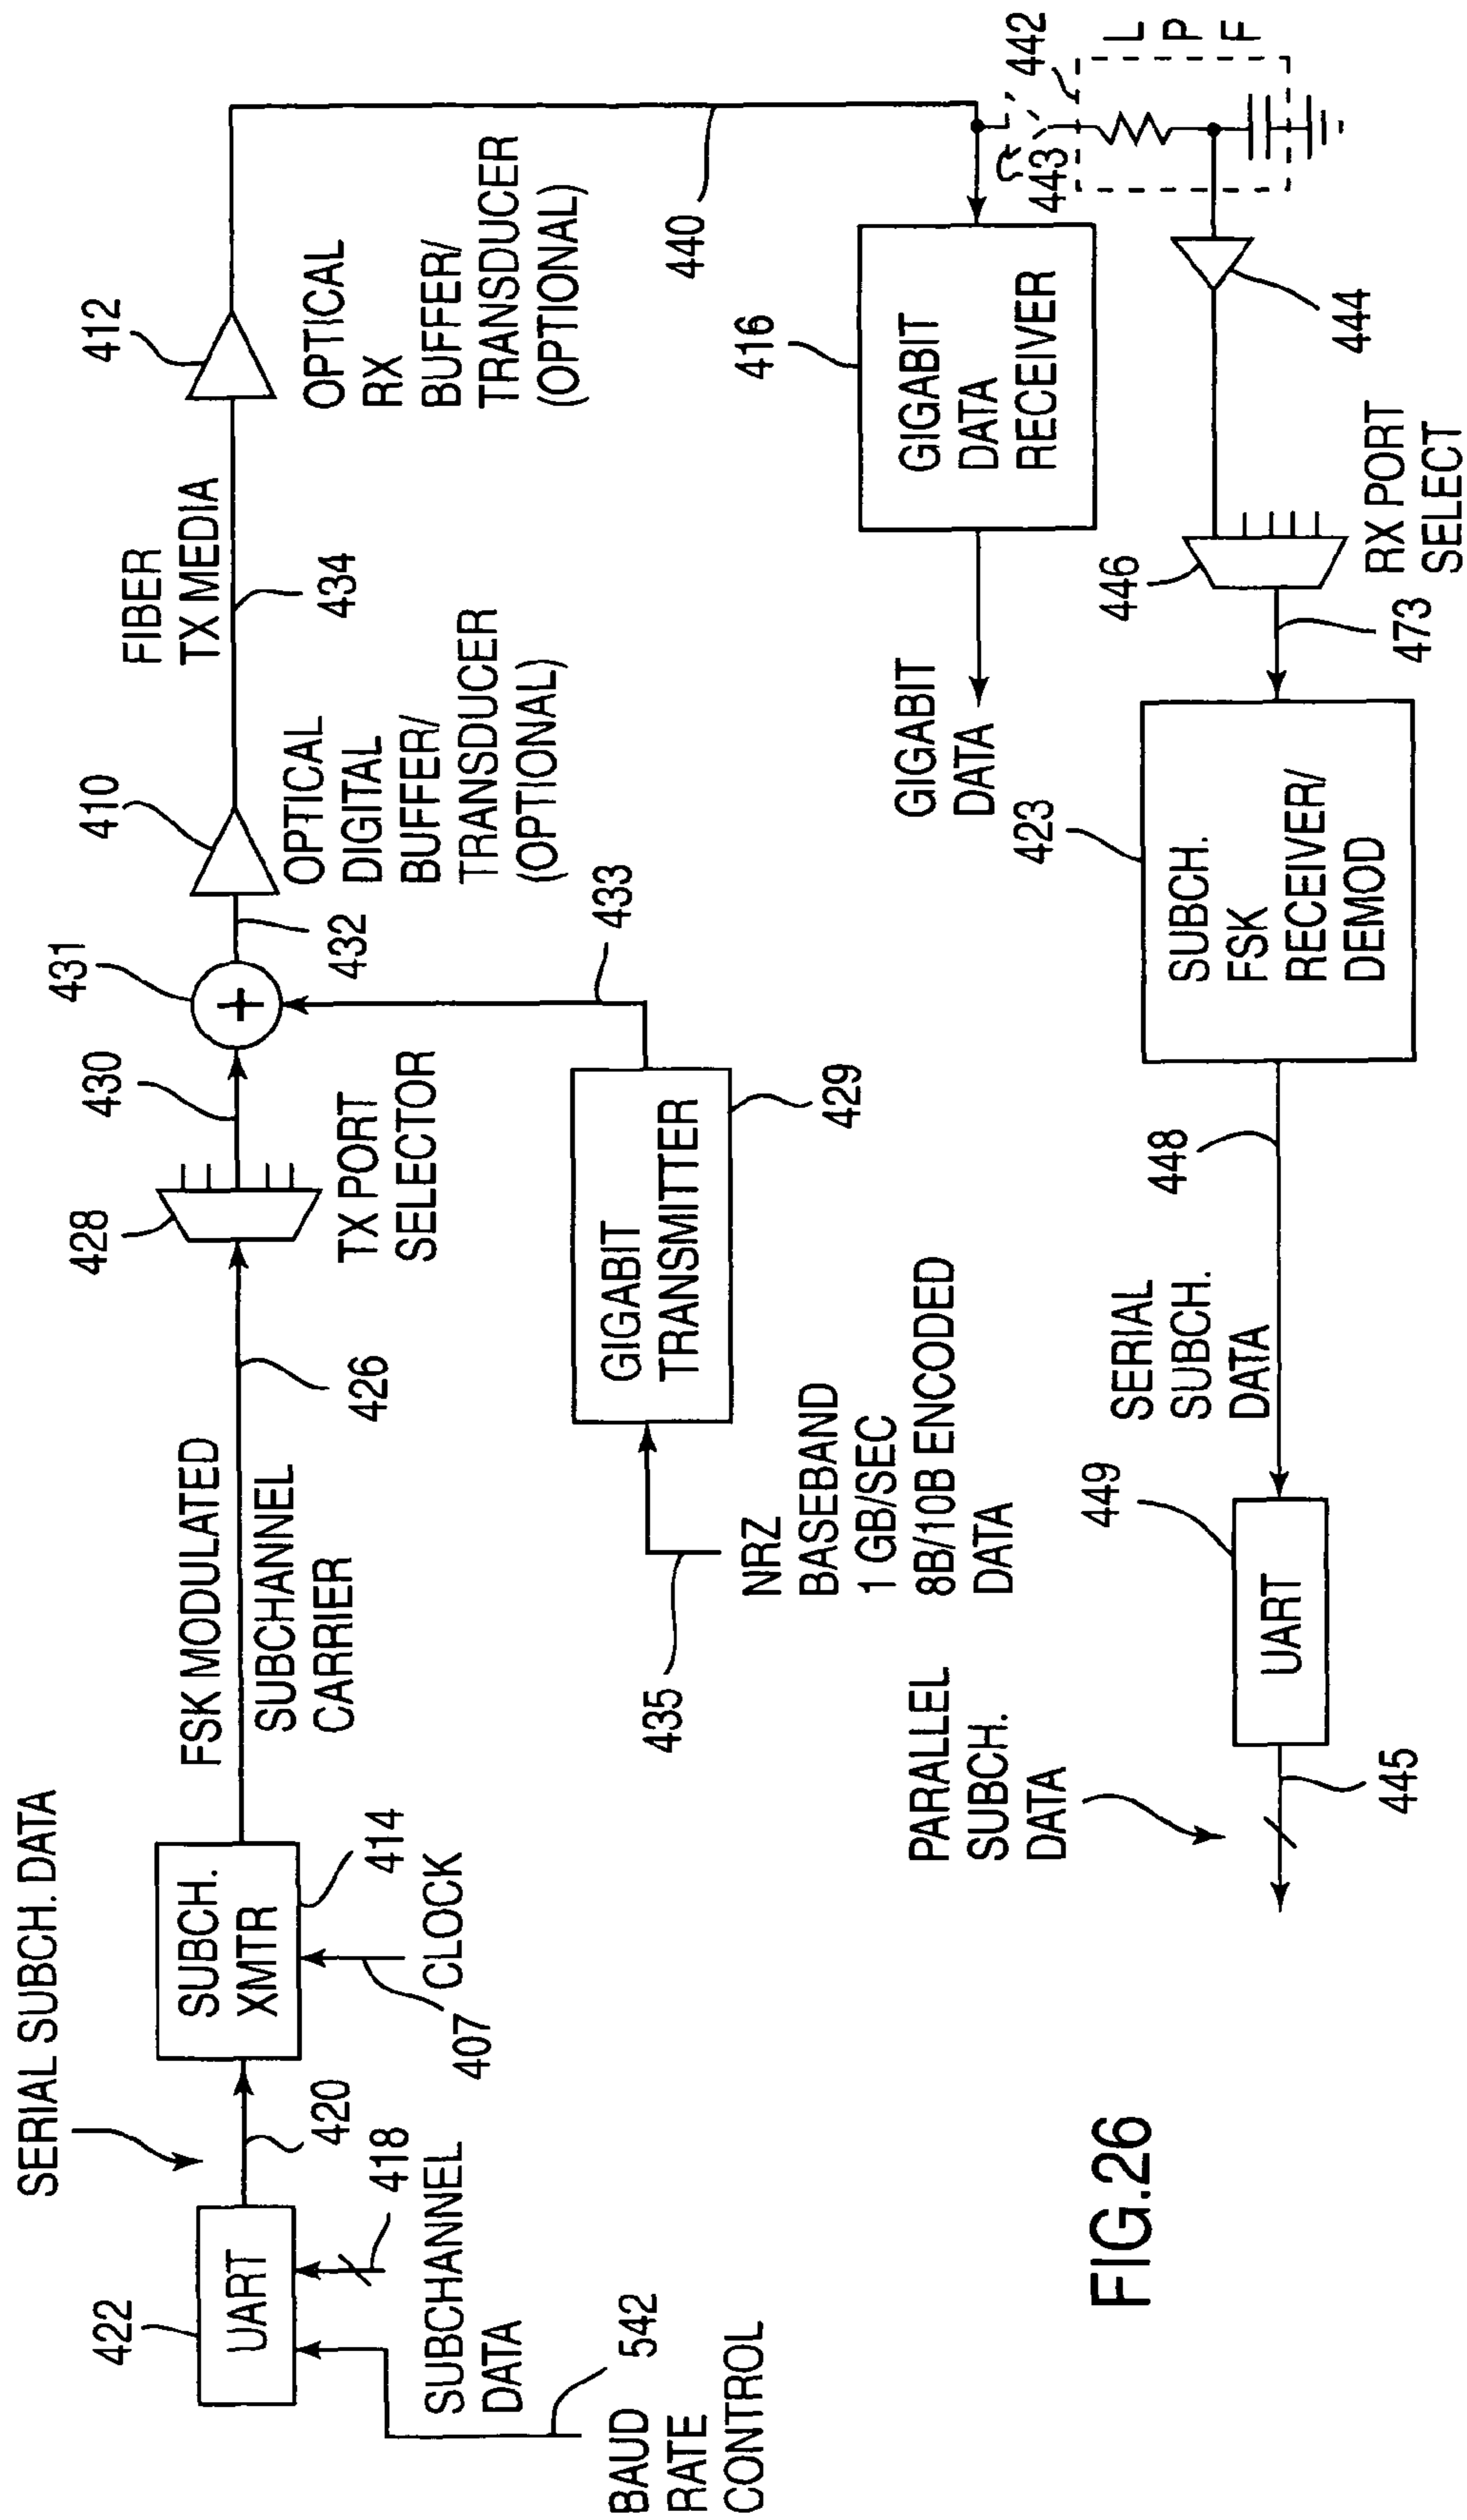 SERIAL SUBCH. DATA
422
UART
420
418
SUBCHANNEL
DATA
542
BAUD
RATE
CONTROL
SUBCH.
XMTR
414
CLOCK
407
FSK MODULATED
SUBCHANNEL
CARRIER
426
428
TX PORT
SELECTOR
430
431
432
433
410
OPTICAL
DIGITAL
BUFFER/
TRANSDUCER
(OPTIONAL)
FIBER
TX MEDIA
434
412
OPTICAL
RX
BUFFER/
TRANSDUCER
(OPTIONAL)
440
GIGABIT
TRANSMITTER
429
435
NRZ
BASEBAND
1 GB/SEC
8B/10B ENCODED
DATA
416
GIGABIT
DATA
RECEIVER
GIGABIT
DATA
442
443
LPF
444
446
RX PORT
SELECT
473
423
SUBCH.
FSK
RECEIVER/
DEMOD
448
SERIAL
SUBCH.
DATA
449
UART
PARALLEL
SUBCH.
DATA
445
FIG.26